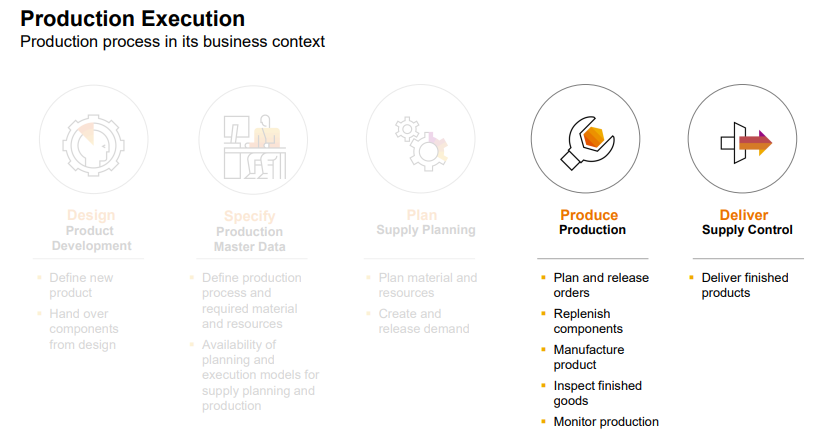 Production Execution
Production process in its business context
Design
Product
Development
Define new
product
Hand over
components
from design
Specify
Production
Master Data
Define production
process and
required material
and resources
Availability of
planning and
execution models for
supply planning and
production
Plan
Supply Planning
Plan material and
resources
Create and
release demand
Produce
Production
Plan and release
orders
Replenish
components
Manufacture
product
Inspect finished
goods
Monitor production
Deliver
Supply Control
Deliver finished
products